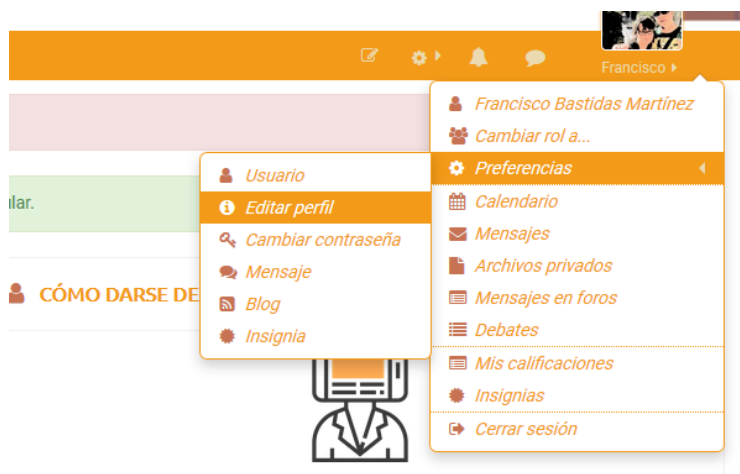 Francisco
Francisco Bastidas Martínez
Cambiar rol a...
Preferencias
Calendario
Mensajes
Archivos privados
Mensajes en foros
Debates
Mis calificaciones
Insignias
Cerrar sesión
Usuario
Editar perfil
Cambiar contraseña
Mensaje
Blog
Insignia
ular.
CÓMO DARSE DE